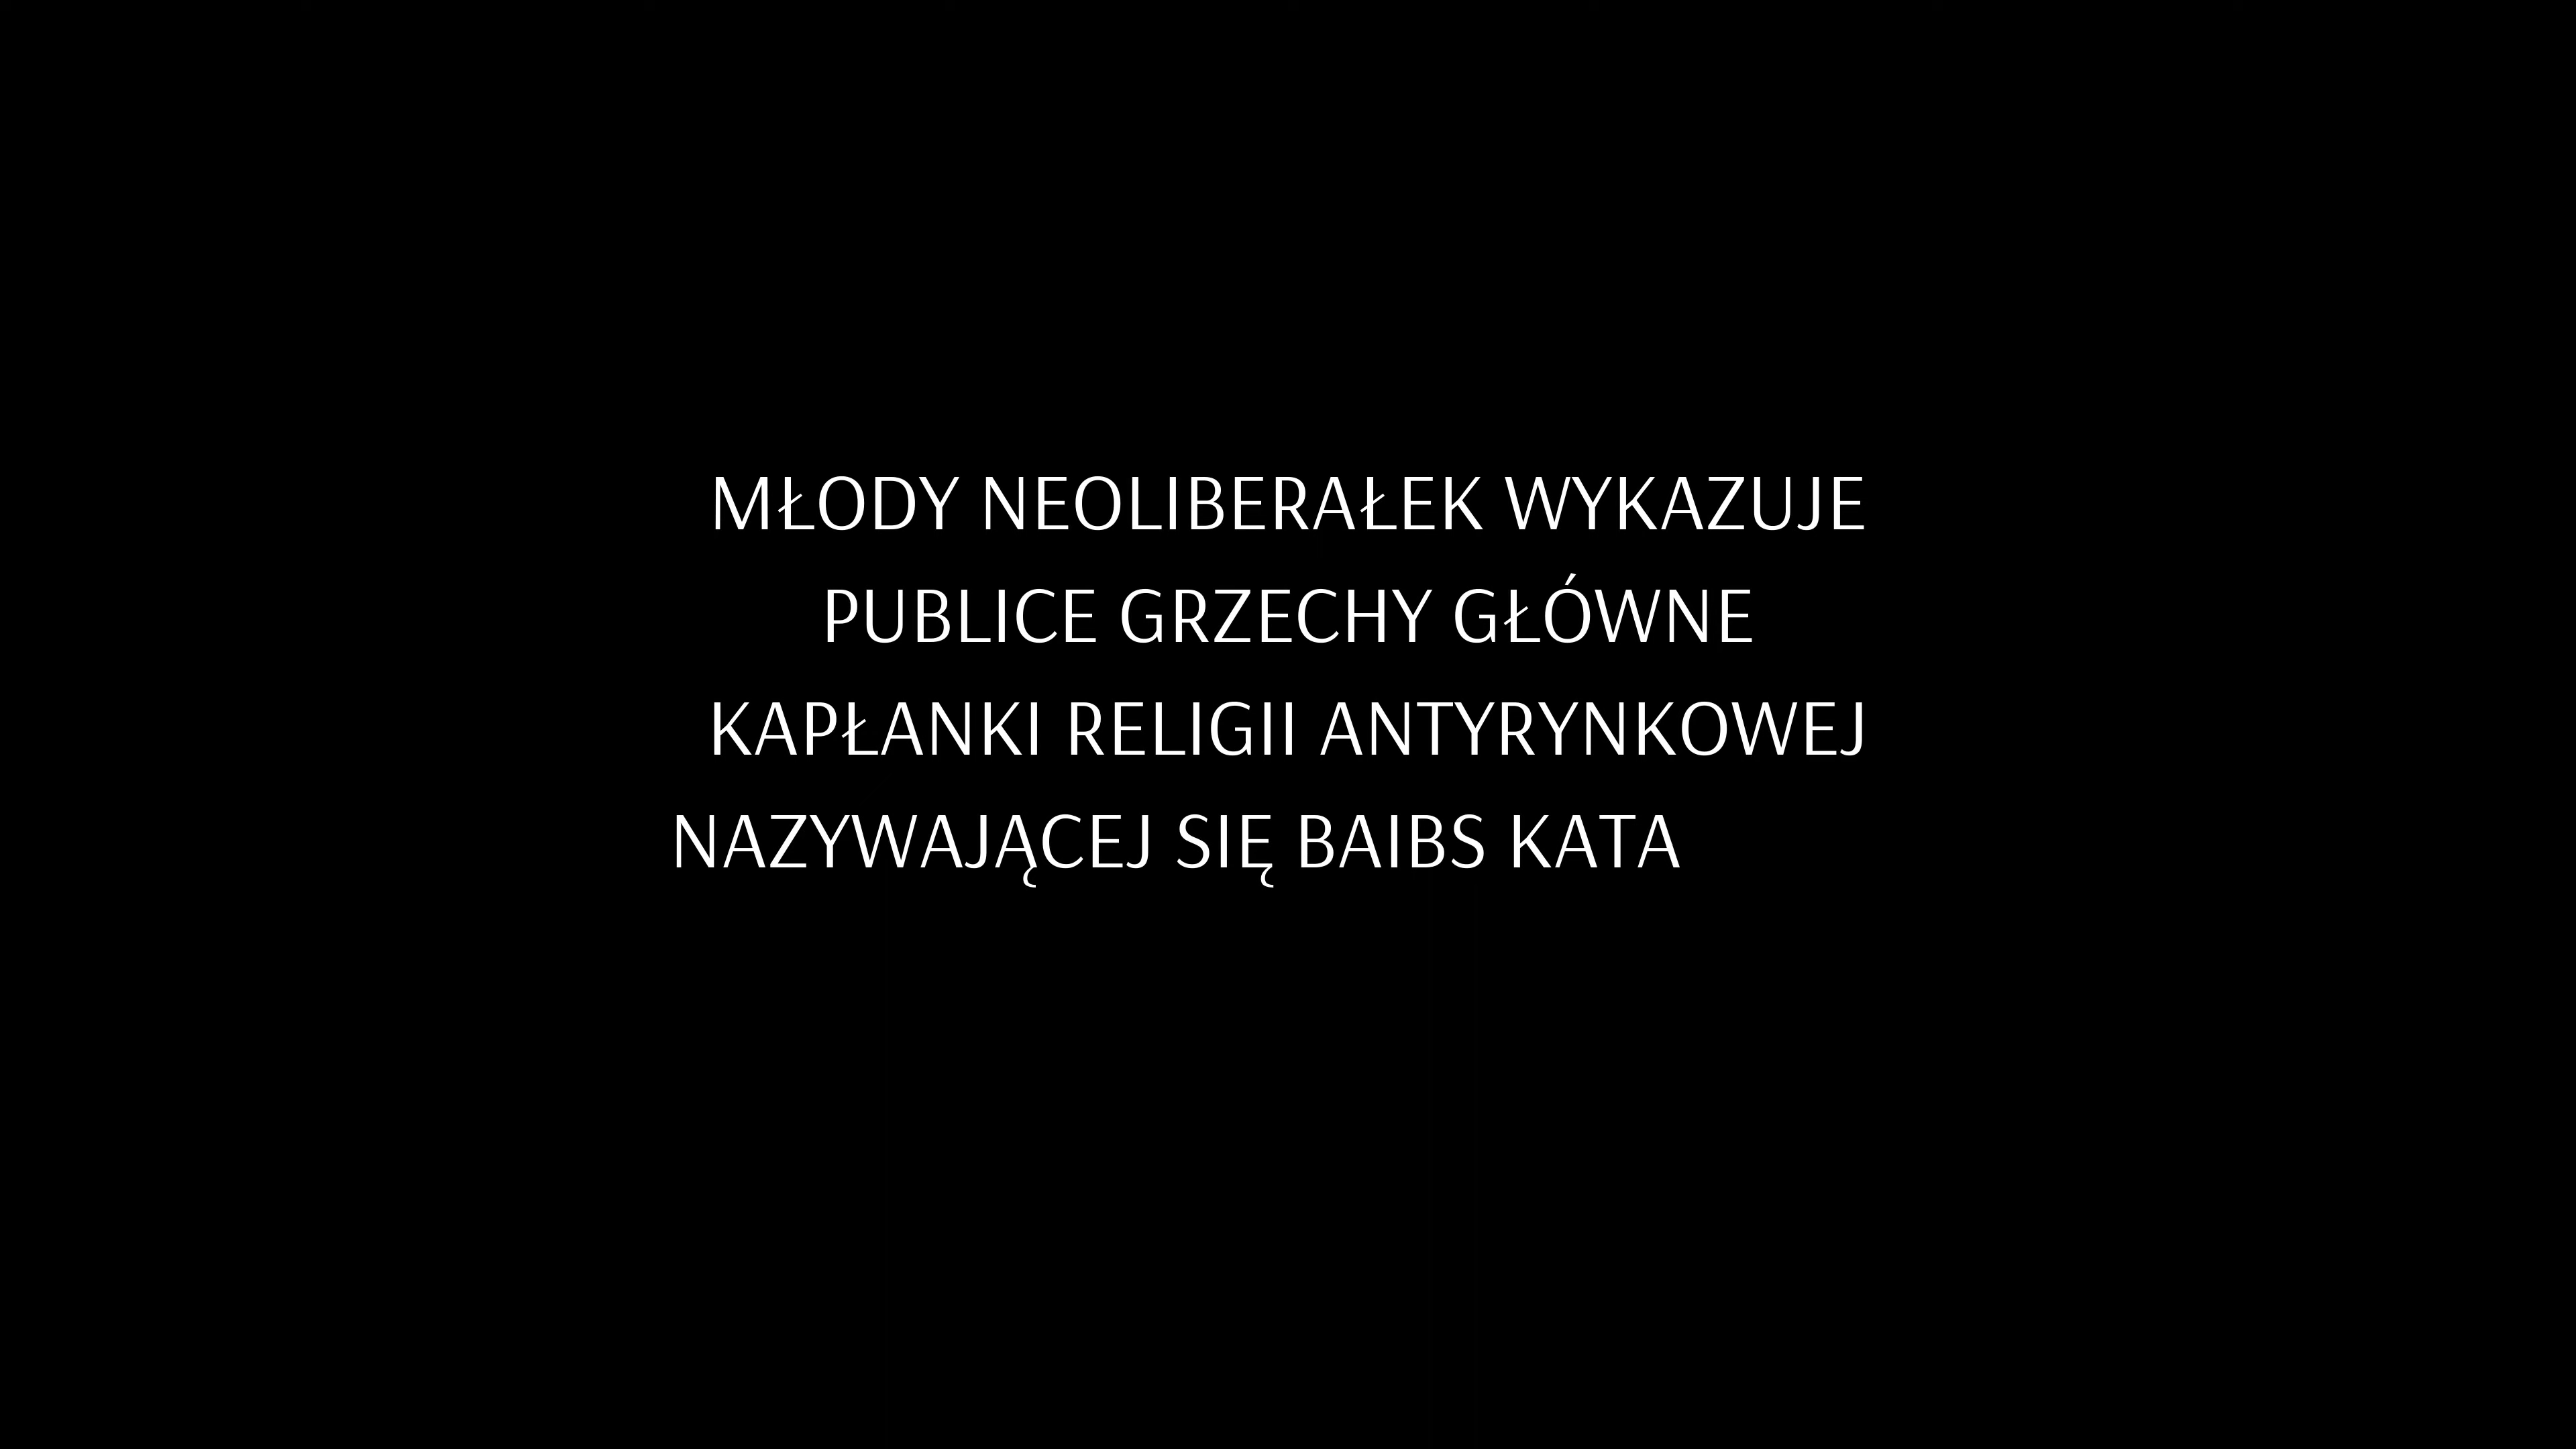 MŁODY NEOLIBERAŁEK WYKAZUJE
PUBLICE GRZECHY GŁÓWNE
KAPŁANKI RELIGII ANTYRYNKOWEJ
NAZYWAJĄCEJ SIĘ BAIBS KATA